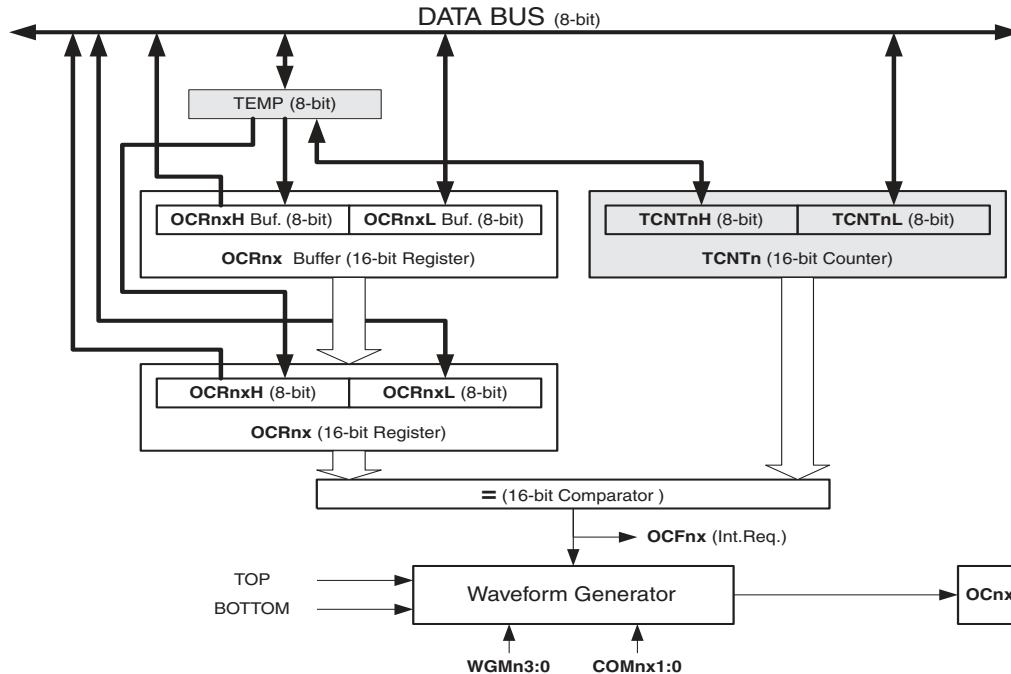 DATA BUS (8-bit)
TEMP (8-bit)
OCRnxH Buf. (8-bit)
OCRnxL Buf. (8-bit)
OCRnx Buffer (16-bit Register)
TCNTnH (8-bit)
TCNTnL (8-bit)
TCNTn (16-bit Counter)
OCRnxH (8-bit)
OCRnxL (8-bit)
OCRnx (16-bit Register)
= (16-bit Comparator )
OCFnx (Int.Req.)
TOP
BOTTOM
Waveform Generator
OCnx
WGMn3:0
COMnx1:0